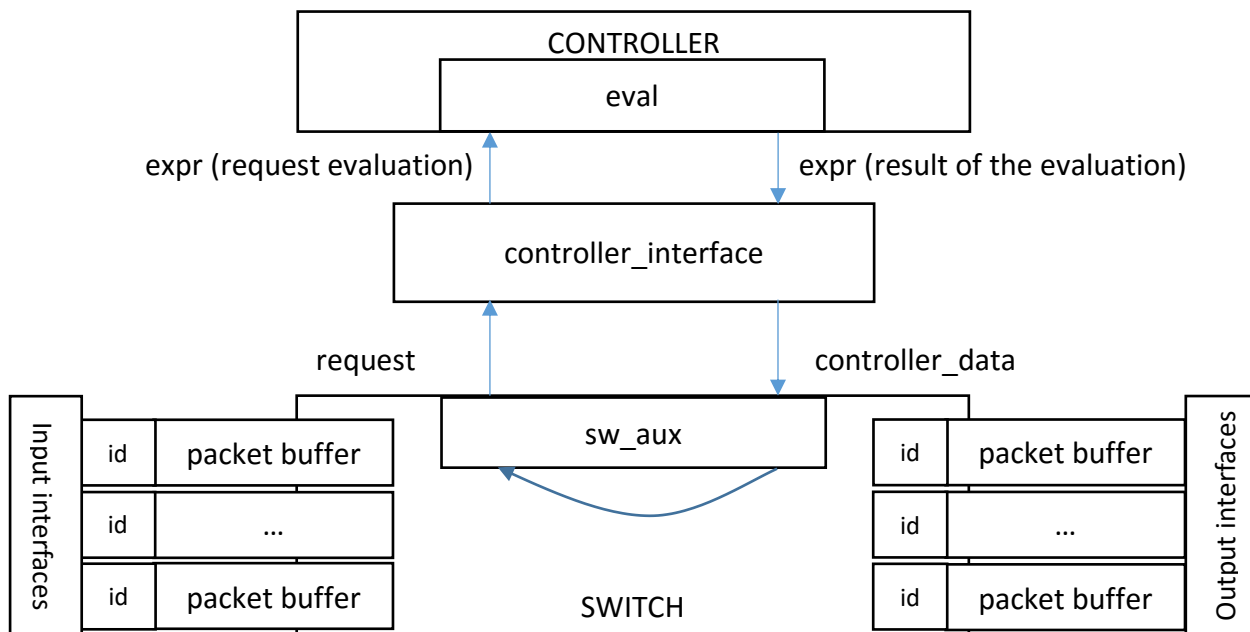 CONTROLLER
eval
expr (request evaluation)
expr (result of the evaluation)
controller_interface
request
controller_data
sw_aux
Input interfaces
id
packet buffer
id
...
id
packet buffer
id
packet buffer
id
...
id
packet buffer
Output interfaces
SWITCH